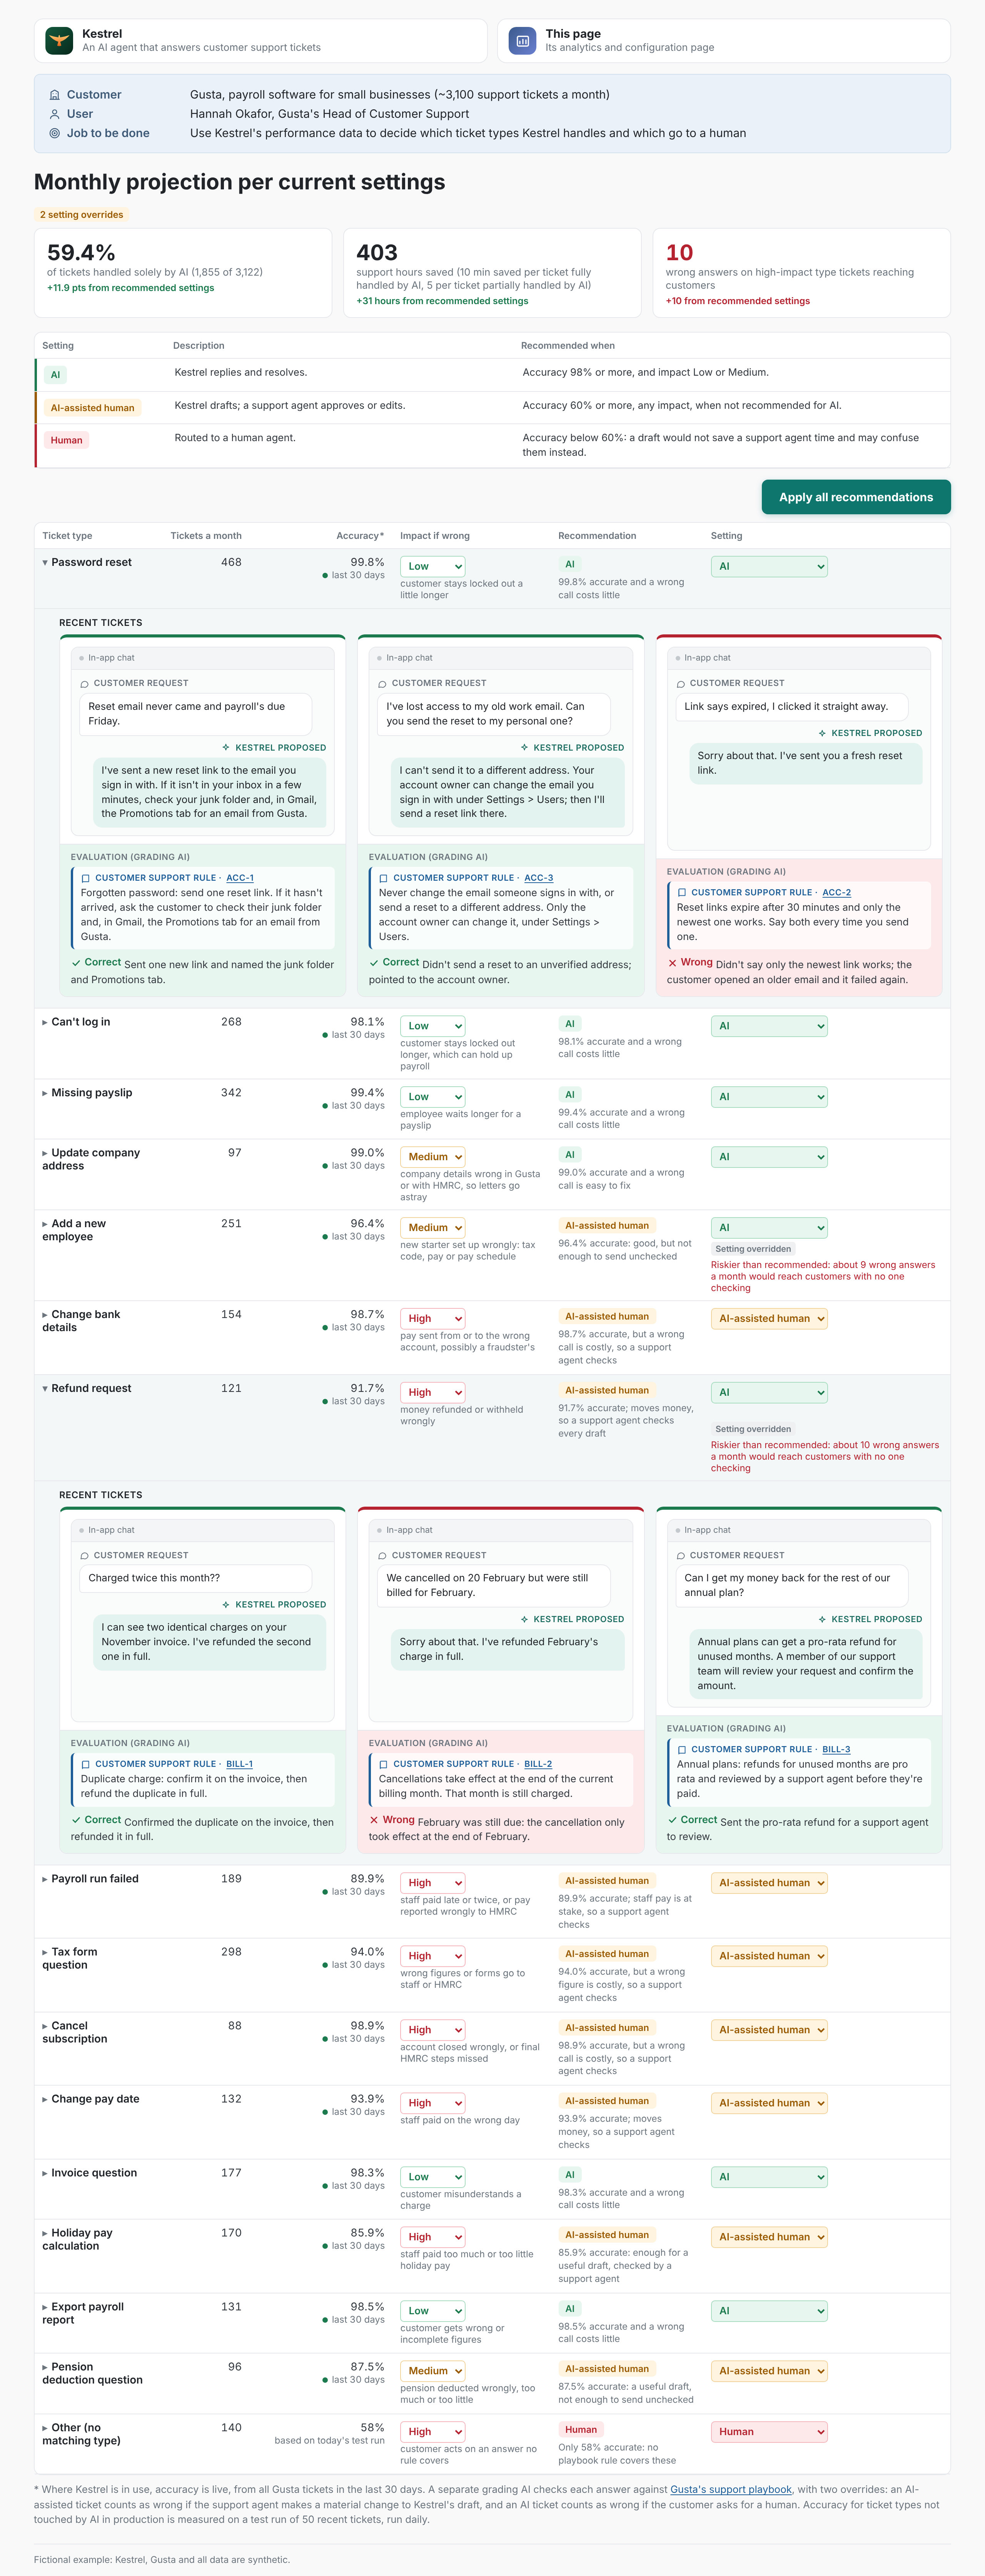 Kestrel
An AI agent that answers customer support tickets
This page
Its analytics and configuration page
Customer
Gusta, payroll software for small businesses (~3,100 support tickets a month)
User
Hannah Okafor, Gusta's Head of Customer Support
Job to be done
Use Kestrel's performance data to decide which ticket types Kestrel handles and which go to a human
Monthly projection per current settings
2 setting overrides
59.4%
of tickets handled solely by AI (1,855 of 3,122)
+11.9 pts from recommended settings
403
support hours saved (10 min saved per ticket fully
handled by AI, 5 per ticket partially handled by AI)
+31 hours from recommended settings
10
wrong answers on high-impact type tickets reaching
customers
+10 from recommended settings
Setting Description Recommended when
AI Kestrel replies and resolves. Accuracy 98% or more, and impact Low or Medium.
AI-assisted human Kestrel drafts; a support agent approves or edits. Accuracy 60% or more, any impact, when not recommended for AI.
Human Routed to a human agent. Accuracy below 60%: a draft would not save a support agent time and may confuse
them instead.
Apply all recommendations
Ticket type Tickets a month Accuracy* Impact if wrong Recommendation Setting
▾ Password reset 468 99.8% Low AI AI
last 30 days
customer stays locked out a
little longer
99.8% accurate and a wrong
call costs little
RECENT TICKETS
In-app chat
CUSTOMER REQUEST
Reset email never came and payroll's due
Friday.
KESTREL PROPOSED
I've sent a new reset link to the email you
sign in with. If it isn't in your inbox in a few
minutes, check your junk folder and, in Gmail,
the Promotions tab for an email from Gusta.
EVALUATION (GRADING AI)
CUSTOMER SUPPORT RULE · ACC-1
Forgotten password: send one reset link. If it hasn't
arrived, ask the customer to check their junk folder
and, in Gmail, the Promotions tab for an email from
Gusta.
Correct Sent one new link and named the junk folder
and Promotions tab.
In-app chat
CUSTOMER REQUEST
I've lost access to my old work email. Can
you send the reset to my personal one?
KESTREL PROPOSED
I can't send it to a different address. Your
account owner can change the email you
sign in with under Settings > Users; then I'll
send a reset link there.
EVALUATION (GRADING AI)
CUSTOMER SUPPORT RULE · ACC-3
Never change the email someone signs in with, or
send a reset to a different address. Only the
account owner can change it, under Settings >
Users.
Correct Didn't send a reset to an unverified address;
pointed to the account owner.
In-app chat
CUSTOMER REQUEST
Link says expired, I clicked it straight away.
KESTREL PROPOSED
Sorry about that. I've sent you a fresh reset
link.
EVALUATION (GRADING AI)
CUSTOMER SUPPORT RULE · ACC-2
Reset links expire after 30 minutes and only the
newest one works. Say both every time you send
one.
Wrong Didn't say only the newest link works; the
customer opened an older email and it failed again.
▸ Can't log in 268 98.1% Low AI AI
last 30 days
customer stays locked out
longer, which can hold up
payroll
98.1% accurate and a wrong
call costs little
▸ Missing payslip 342 99.4% Low AI AI
last 30 days
employee waits longer for a
payslip
99.4% accurate and a wrong
call costs little
▸ Update company
address
97 99.0% Medium AI AI
last 30 days
company details wrong in Gusta
or with HMRC, so letters go
astray
99.0% accurate and a wrong
call is easy to fix
▸ Add a new
employee
251 96.4% Medium AI-assisted human AI
last 30 days
new starter set up wrongly: tax
code, pay or pay schedule
96.4% accurate: good, but not
enough to send unchecked
Setting overridden
Riskier than recommended: about 9 wrong answers
a month would reach customers with no one
checking
▸ Change bank
details
154 98.7% High AI-assisted human AI-assisted human
last 30 days
pay sent from or to the wrong
account, possibly a fraudster's
98.7% accurate, but a wrong
call is costly, so a support
agent checks
▾ Refund request 121 91.7% High AI-assisted human AI
last 30 days
money refunded or withheld
wrongly
91.7% accurate; moves money,
so a support agent checks
every draft
Setting overridden
Riskier than recommended: about 10 wrong answers
a month would reach customers with no one
checking
RECENT TICKETS
In-app chat
CUSTOMER REQUEST
Charged twice this month??
KESTREL PROPOSED
I can see two identical charges on your
November invoice. I've refunded the second
one in full.
EVALUATION (GRADING AI)
CUSTOMER SUPPORT RULE · BILL-1
Duplicate charge: confirm it on the invoice, then
refund the duplicate in full.
Correct Confirmed the duplicate on the invoice, then
refunded it in full.
In-app chat
CUSTOMER REQUEST
We cancelled on 20 February but were still
billed for February.
KESTREL PROPOSED
Sorry about that. I've refunded February's
charge in full.
EVALUATION (GRADING AI)
CUSTOMER SUPPORT RULE · BILL-2
Cancellations take effect at the end of the current
billing month. That month is still charged.
Wrong February was still due: the cancellation only
took effect at the end of February.
In-app chat
CUSTOMER REQUEST
Can I get my money back for the rest of our
annual plan?
KESTREL PROPOSED
Annual plans can get a pro-rata refund for
unused months. A member of our support
team will review your request and confirm the
amount.
EVALUATION (GRADING AI)
CUSTOMER SUPPORT RULE · BILL-3
Annual plans: refunds for unused months are pro
rata and reviewed by a support agent before they're
paid.
Correct Sent the pro-rata refund for a support agent
to review.
▸ Payroll run failed 189 89.9% High AI-assisted human AI-assisted human
last 30 days
staff paid late or twice, or pay
reported wrongly to HMRC
89.9% accurate; staff pay is at
stake, so a support agent
checks
▸ Tax form
question
298 94.0% High AI-assisted human AI-assisted human
last 30 days
wrong figures or forms go to
staff or HMRC
94.0% accurate, but a wrong
figure is costly, so a support
agent checks
▸ Cancel
subscription
88 98.9% High AI-assisted human AI-assisted human
last 30 days
account closed wrongly, or final
HMRC steps missed
98.9% accurate, but a wrong
call is costly, so a support
agent checks
▸ Change pay date 132 93.9% High AI-assisted human AI-assisted human
last 30 days
staff paid on the wrong day
93.9% accurate; moves
money, so a support agent
checks
▸ Invoice question 177 98.3% Low AI AI
last 30 days
customer misunderstands a
charge
98.3% accurate and a wrong
call costs little
▸ Holiday pay
calculation
170 85.9% High AI-assisted human AI-assisted human
last 30 days
staff paid too much or too little
holiday pay
85.9% accurate: enough for a
useful draft, checked by a
support agent
▸ Export payroll
report
131 98.5% Low AI AI
last 30 days
customer gets wrong or
incomplete figures
98.5% accurate and a wrong
call costs little
▸ Pension
deduction question
96 87.5% Medium AI-assisted human AI-assisted human
last 30 days
pension deducted wrongly, too
much or too little
87.5% accurate: a useful draft,
not enough to send unchecked
▸ Other (no
matching type)
140 58% High Human Human
based on today's test run
customer acts on an answer no
rule covers
Only 58% accurate: no
playbook rule covers these
* Where Kestrel is in use, accuracy is live, from all Gusta tickets in the last 30 days. A separate grading AI checks each answer against Gusta's support playbook, with two overrides: an AI-
assisted ticket counts as wrong if the support agent makes a material change to Kestrel's draft, and an AI ticket counts as wrong if the customer asks for a human. Accuracy for ticket types not
touched by AI in production is measured on a test run of 50 recent tickets, run daily.
Fictional example: Kestrel, Gusta and all data are synthetic.